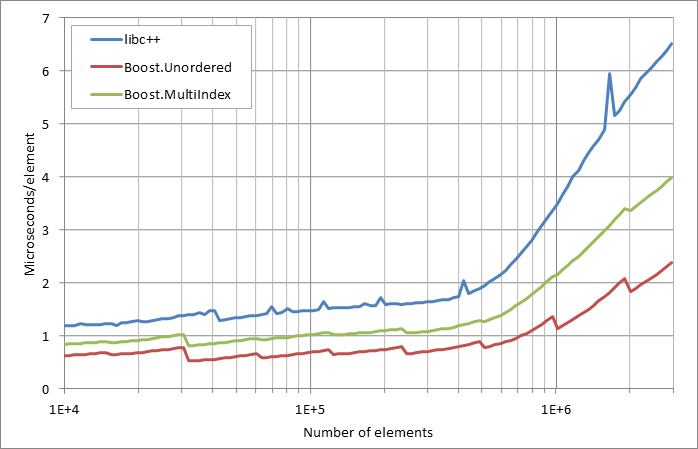 7
6
5
4
3
2
1
0
Microseconds/element
libc++
Boost.Unordered
Boost.MultiIndex
1E+4
1E+5
1E+6
Number of elements